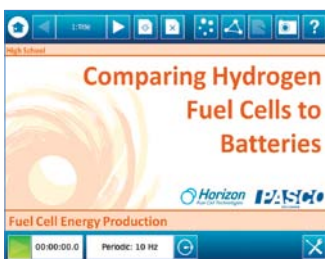 1:Title
?
High School
Comparing Hydrogen
Fuel Cells to
Batteries
Horizon
PASCO
Fuel Cell Energy Production
00:00:00.0 Periodic: 10 Hz